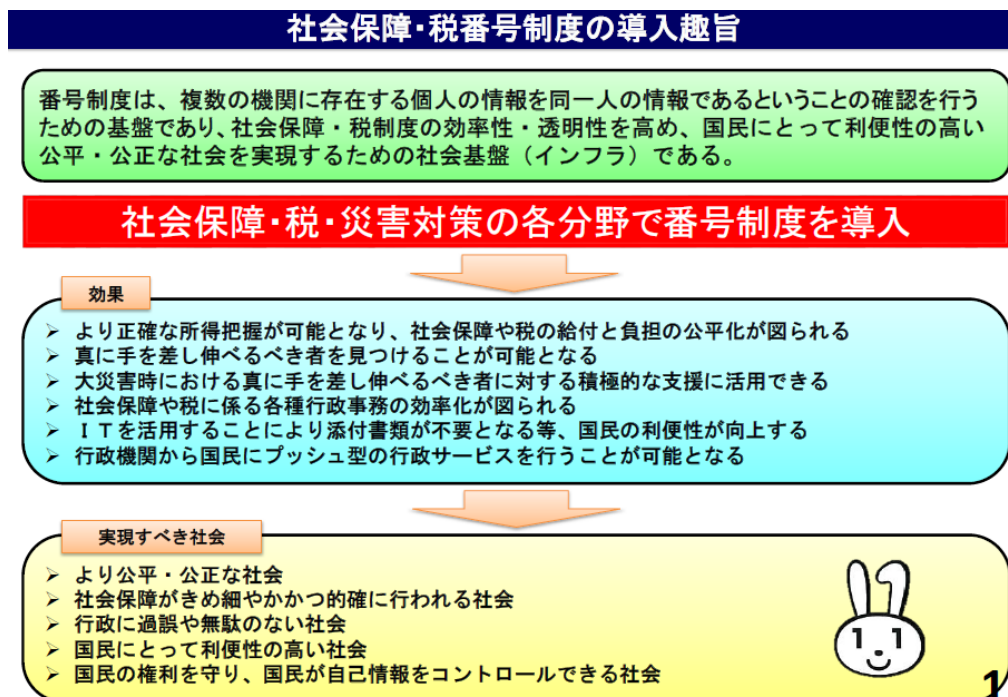 社会保障・税番号制度の導入趣旨
番号制度は、複数の機関に存在する個人の情報を同一人の情報であるということの確認を行う
ための基盤であり、社会保障・税制度の効率性・透明性を高め、国民にとって利便性の高い
公平・公正な社会を実現するための社会基盤（インフラ）である。
社会保障・税・災害対策の各分野で番号制度を導入
効果
➢ より正確な所得把握が可能となり、社会保障や税の給付と負担の公平化が図られる
➢ 真に手を差し伸べるべき者を見つけることが可能となる
➢ 大災害時における真に手を差し伸べるべき者に対する積極的な支援に活用できる
➢ 社会保障や税に係る各種行政事務の効率化が図られる
➢ ＩＴを活用することにより添付書類が不要となる等、国民の利便性が向上する
➢ 行政機関から国民にプッシュ型の行政サービスを行うことが可能となる
実現すべき社会
➢ より公平・公正な社会
➢ 社会保障がきめ細やかかつ的確に行われる社会
➢ 行政に過誤や無駄のない社会
➢ 国民にとって利便性の高い社会
➢ 国民の権利を守り、国民が自己情報をコントロールできる社会
1